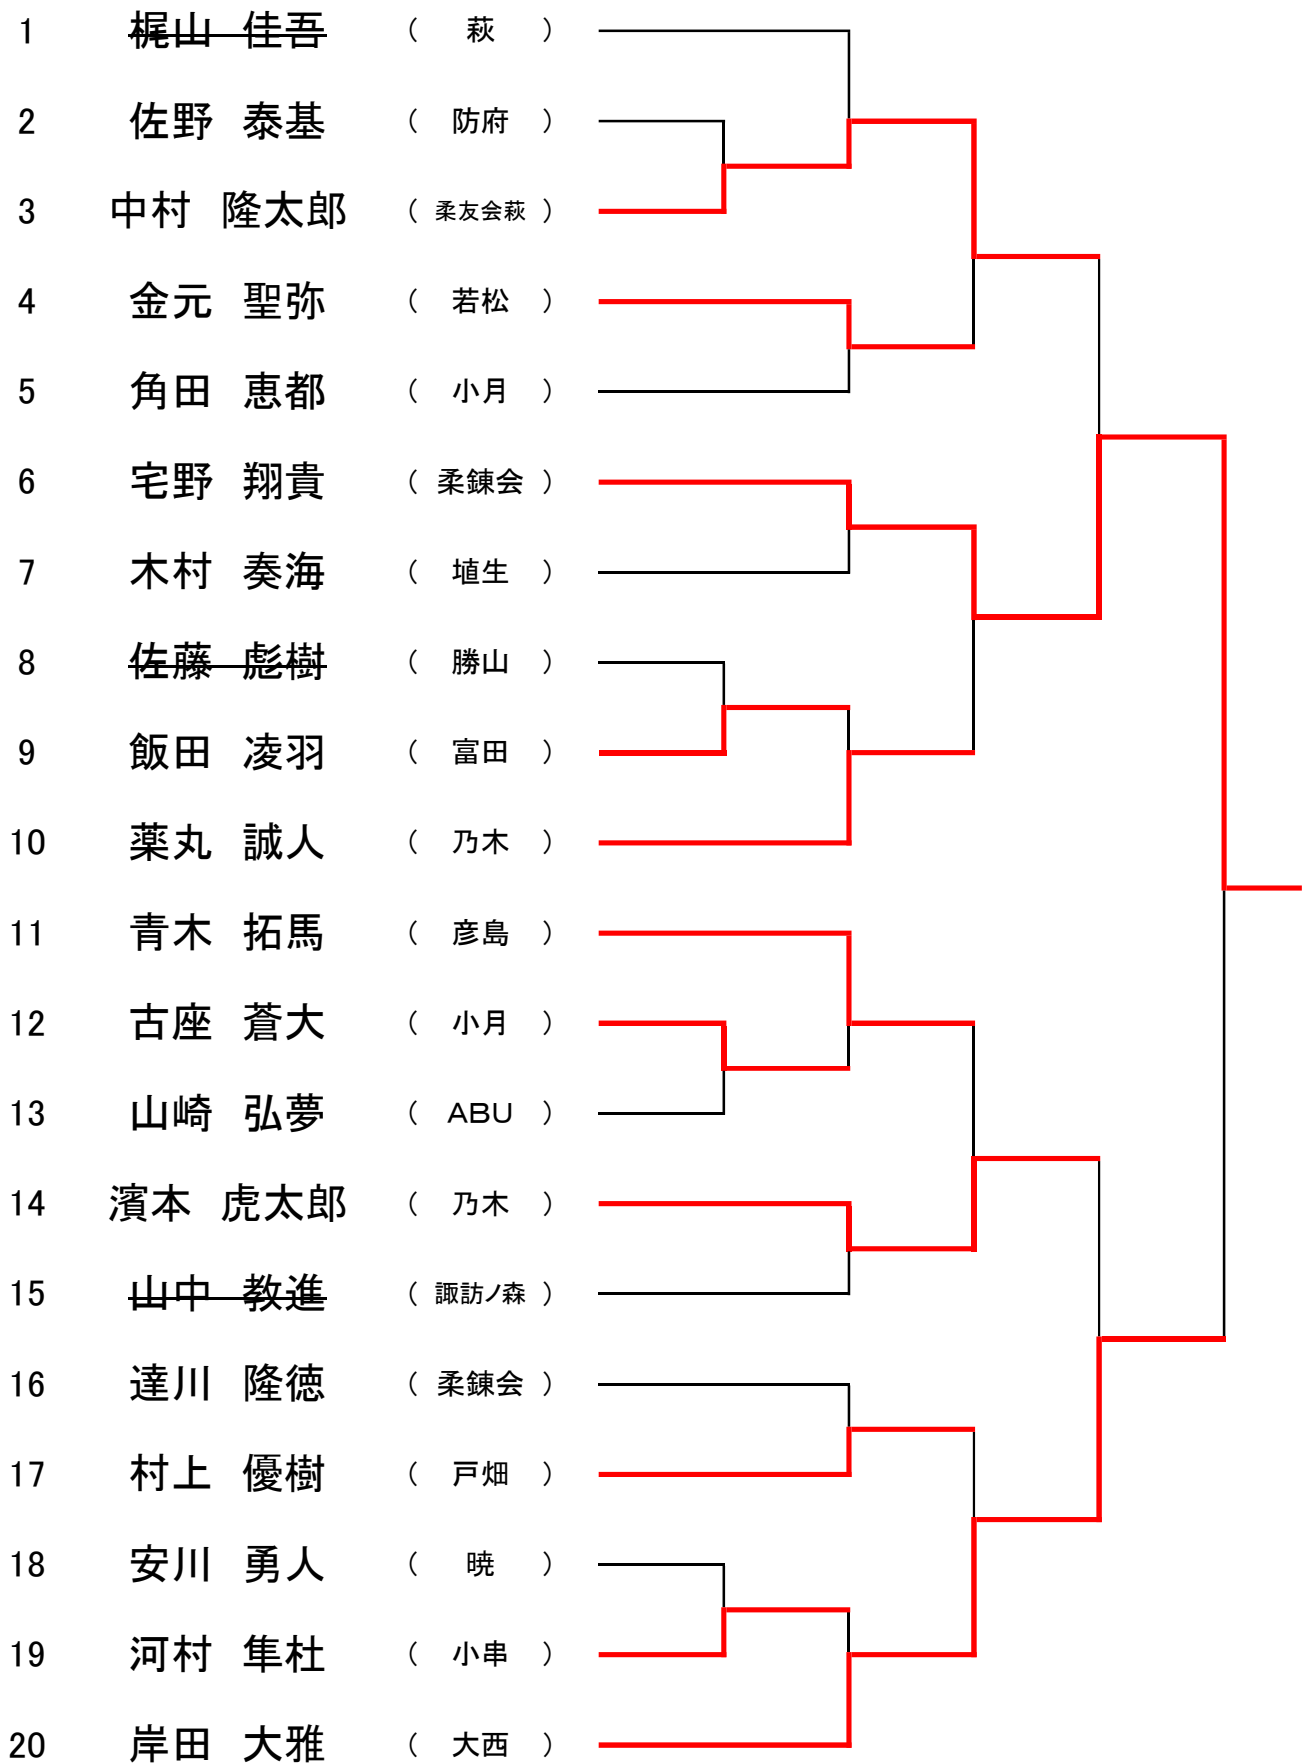 1 梶山 佳吾 （ 萩 ）
2 佐野 泰基 （ 防府 ）
3 中村 隆太郎 （ 柔友会萩 ）
4 金元 聖弥 （ 若松 ）
5 角田 恵都 （ 小月 ）
6 宅野 翔貴 （ 柔錬会 ）
7 木村 奏海 （ 埴生 ）
8 佐藤 彪樹 （ 勝山 ）
9 飯田 凌羽 （ 富田 ）
10 薬丸 誠人 （ 乃木 ）
11 青木 拓馬 （ 彦島 ）
12 古座 蒼大 （ 小月 ）
13 山崎 弘夢 （ ＡＢＵ ）
14 濱本 虎太郎 （ 乃木 ）
15 山中 教進 （ 諏訪ノ森 ）
16 達川 隆徳 （ 柔錬会 ）
17 村上 優樹 （ 戸畑 ）
18 安川 勇人 （ 暁 ）
19 河村 隼杜 （ 小串 ）
20 岸田 大雅 （ 大西 ）